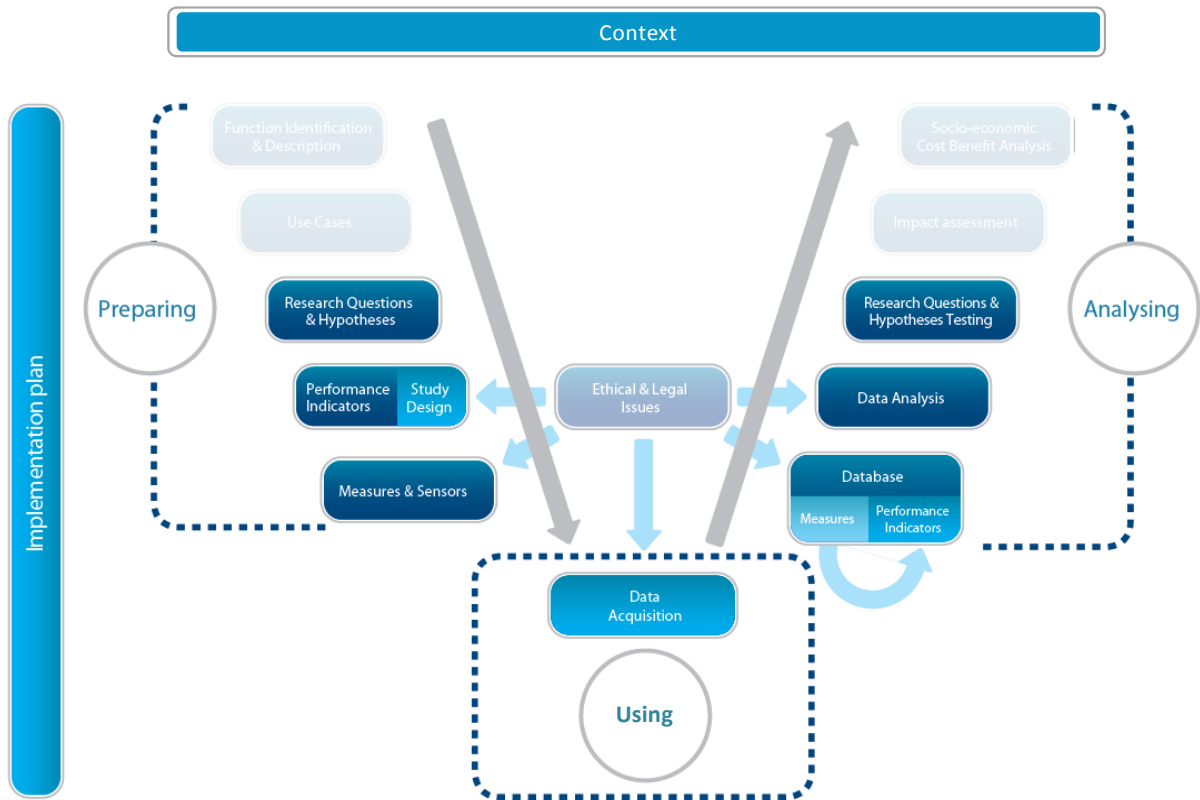 Context
Implementation plan
Preparing
Function Identification
& Description
Use Cases
Research Questions
& Hypotheses
Performance
Indicators
Study
Design
Measures & Sensors
Ethical & Legal
Issues
Data
Acquisition
Using
Socio-economic
Cost Benefit Analysis
Impact assessment
Research Questions &
Hypotheses Testing
Data Analysis
Database
Measures
Performance
Indicators
Analysing